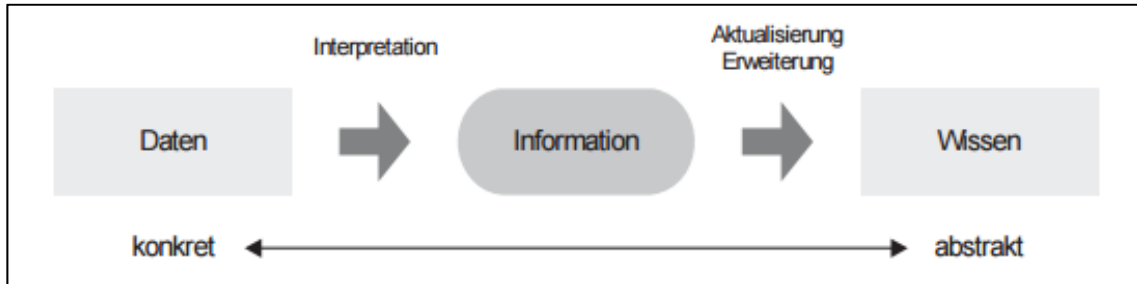 Interpretation
Aktualisierung
Erweiterung
Daten
Information
Wissen
konkret
abstrakt